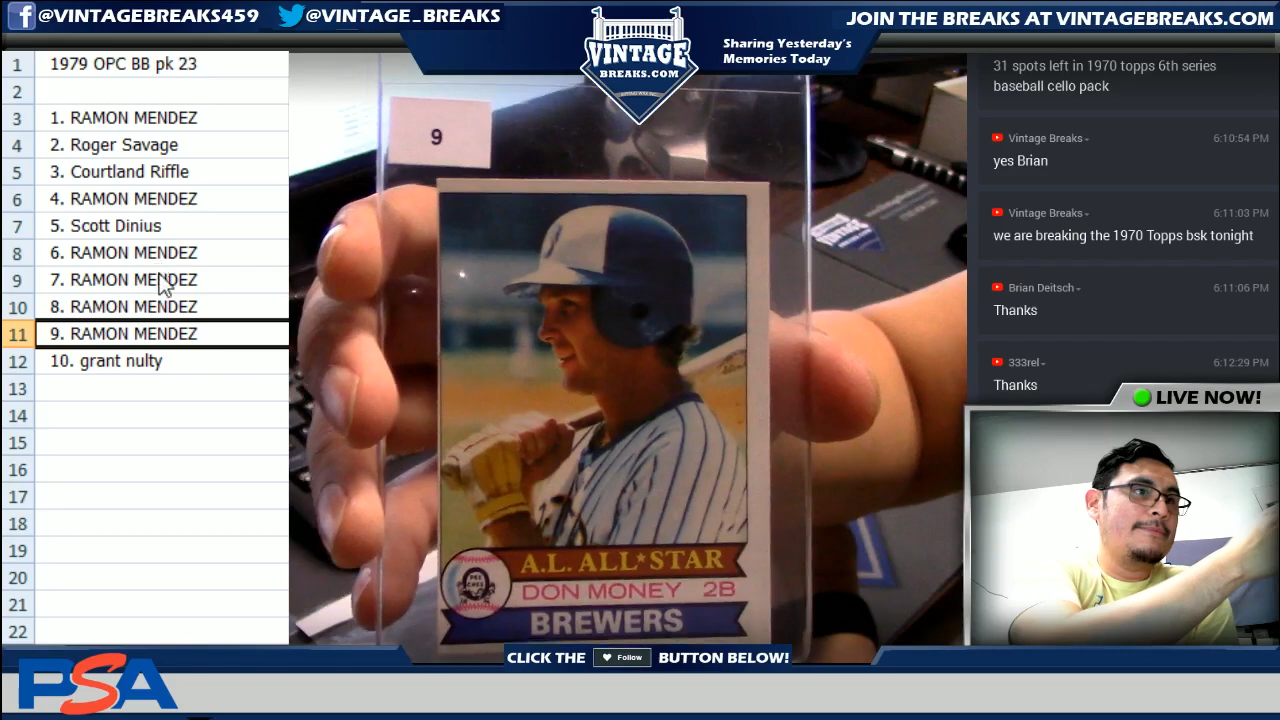 @VINTAGEBREAKS459
@VINTAGE_BREAKS
VINTAGE
BREAKS.COM
Sharing Yesterday's
Memories Today
JOIN THE BREAKS AT VINTAGEBREAKS.COM
1 1979 OPC BB pk 23
2
3 1. RAMON MENDEZ
4 2. Roger Savage
5 3. Courtland Riffle
6 4. RAMON MENDEZ
7 5. Scott Dinius
8 6. RAMON MENDEZ
9 7. RAMON MENDEZ
10 8. RAMON MENDEZ
11 9. RAMON MENDEZ
12 10. grant nulty
13
14
15
16
17
18
19
20
21
22
9
A.L. ALL★STAR
O PEE CHEE
DON MONEY 2B
BREWERS
VINTAGE
31 spots left in 1970 topps 6th series
baseball cello pack
Vintage Breaks 6:10:54 PM
yes Brian
Vintage Breaks 6:11:03 PM
we are breaking the 1970 Topps bsk tonight
Brian Deitsch 6:11:06 PM
Thanks
333rel 6:12:29 PM
Thanks
LIVE NOW!
CLICK THE Follow BUTTON BELOW!
PSA